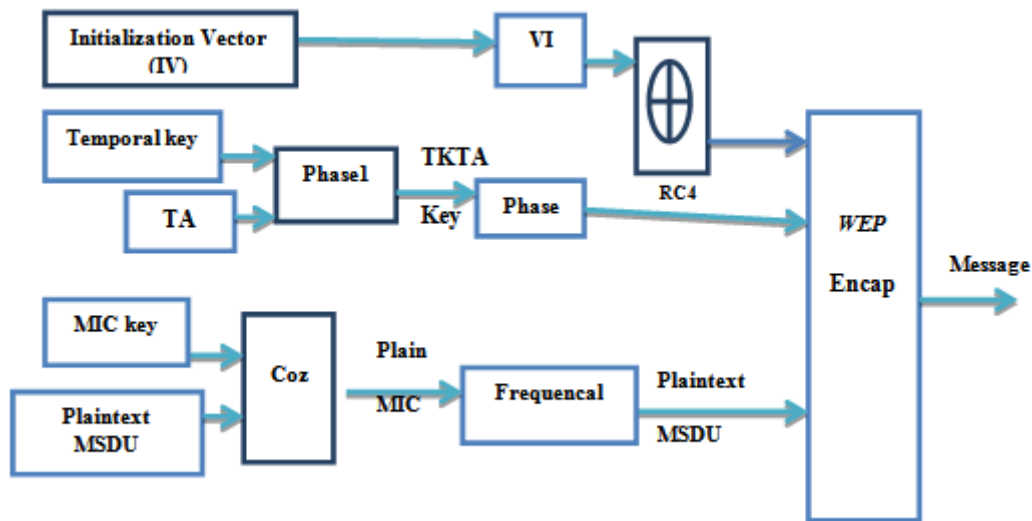 Initialization Vector
(IV)
VI
Temporal key
Phase1
TKTA
Key
TA
Phase
RC4
WEP
Encap
Message
MIC key
Plaintext
MSDU
Coz
Plain
MIC
Frequencal
Plaintext
MSDU